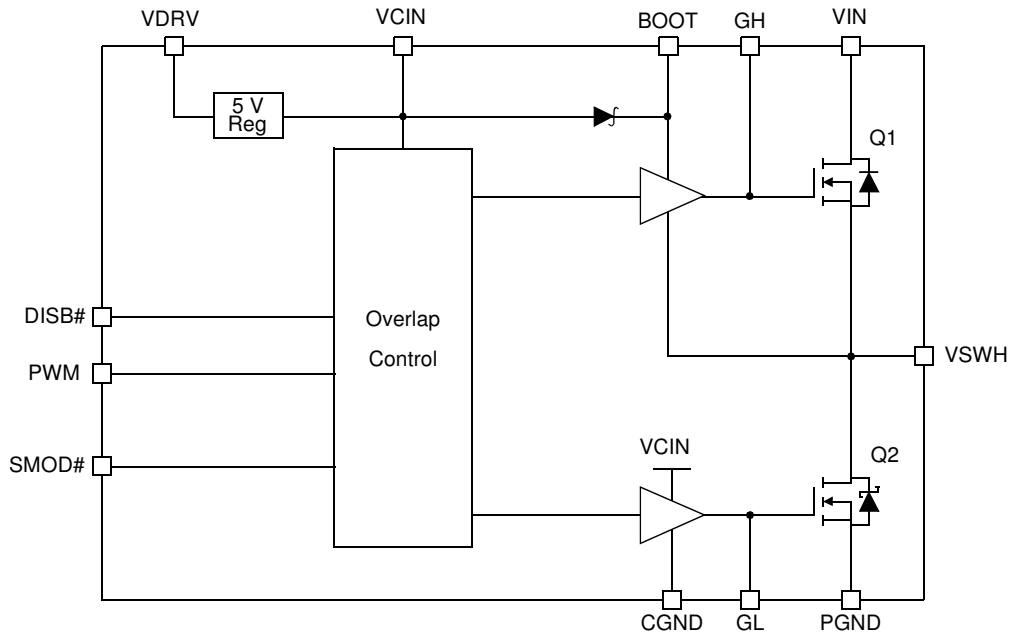 VDRV
VCIN
BOOT
GH
VIN
5 V
Reg
Q1
DISB#
PWM
SMOD#
Overlap
Control
VSWH
VCIN
Q2
CGND
GL
PGND